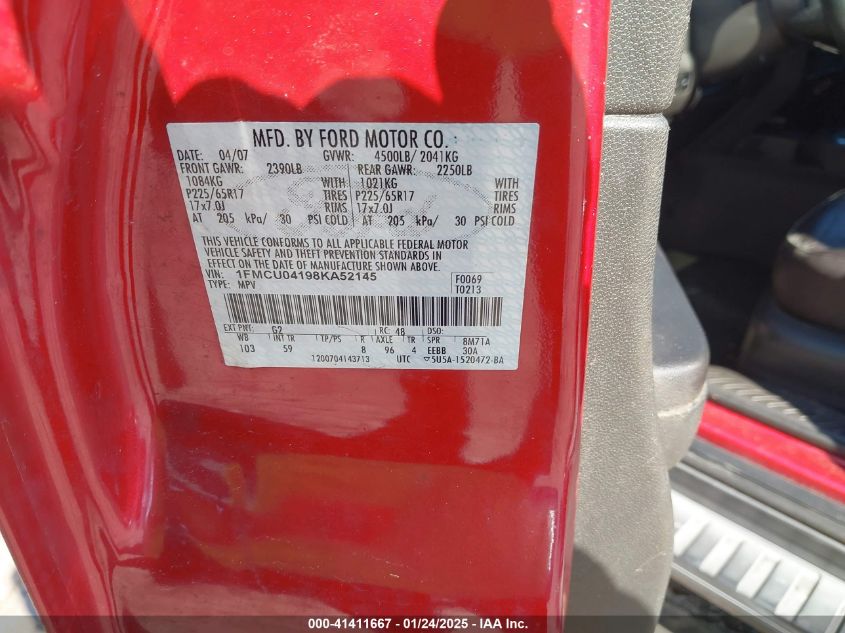 MFD. BY FORD MOTOR CO.
DATE: 04/07 GVWR: 4500LB/ 2041KG
FRONT GAWR: 2390LB REAR GAWR: 2250LB
1084KG WITH 1021KG WITH
P225/65R17 TIRES P225/65R17 TIRES
17x7.0J RIMS 17x7.0J RIMS
AT 205 kPa/ 30 PSI COLD AT 205 kPa/ 30 PSI COLD
THIS VEHICLE CONFORMS TO ALL APPLICABLE FEDERAL MOTOR
VEHICLE SAFETY AND THEFT PREVENTION STANDARDS IN
EFFECT ON THE DATE OF MANUFACTURE SHOWN ABOVE.
VIN: 1FMCU04198KA52145 F0069
TYPE: MPV T0213
EXT PNT: G2 RC: 48 DSO:
WB INT TR TP/PS R AXLE TR SPR 8M71A
103 59 8 96 4 EEBB 30A
1200704143713 UTC ▽5U5A-1520472-BA
000-41411667 - 01/24/2025 - IAA Inc.